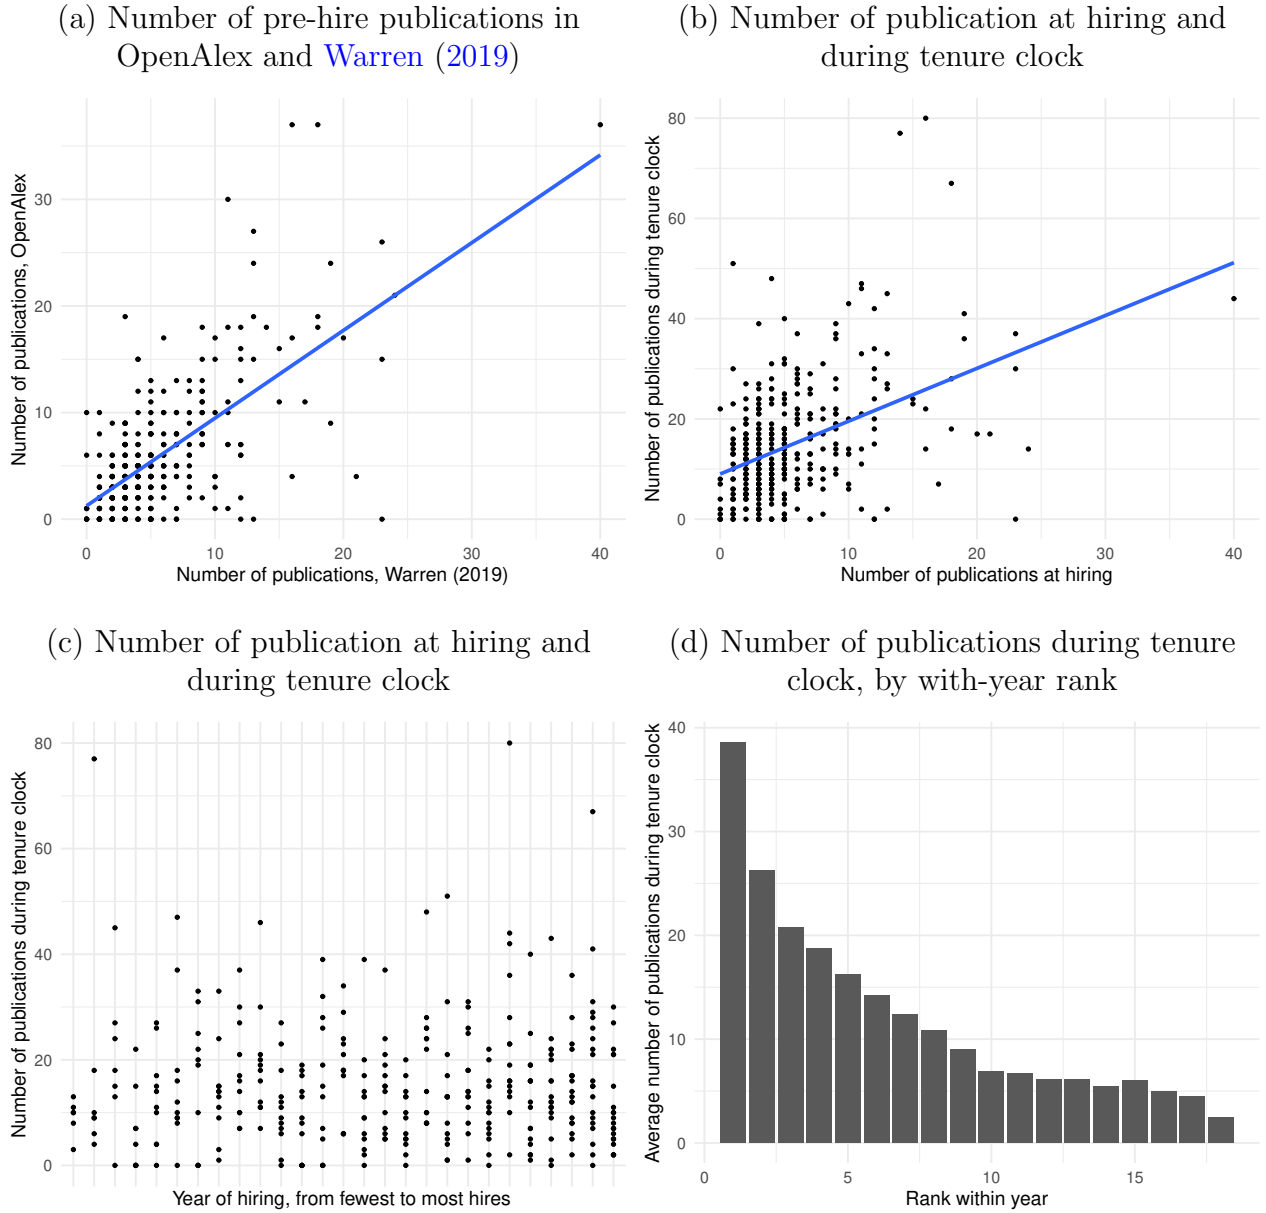 (a) Number of pre-hire publications in
OpenAlex and Warren (2019)
Number of publications, OpenAlex
30
20
10
0
0 10 20 30 40
Number of publications, Warren (2019)
(b) Number of publication at hiring and
during tenure clock
Number of publications during tenure clock
80
60
40
20
0
0 10 20 30 40
Number of publications at hiring
(c) Number of publication at hiring and
during tenure clock
Number of publications during tenure clock
80
60
40
20
0
Year of hiring, from fewest to most hires
(d) Number of publications during tenure
clock, by with-year rank
Average number of publications during tenure clock
40
30
20
10
0
0 5 10 15
Rank within year